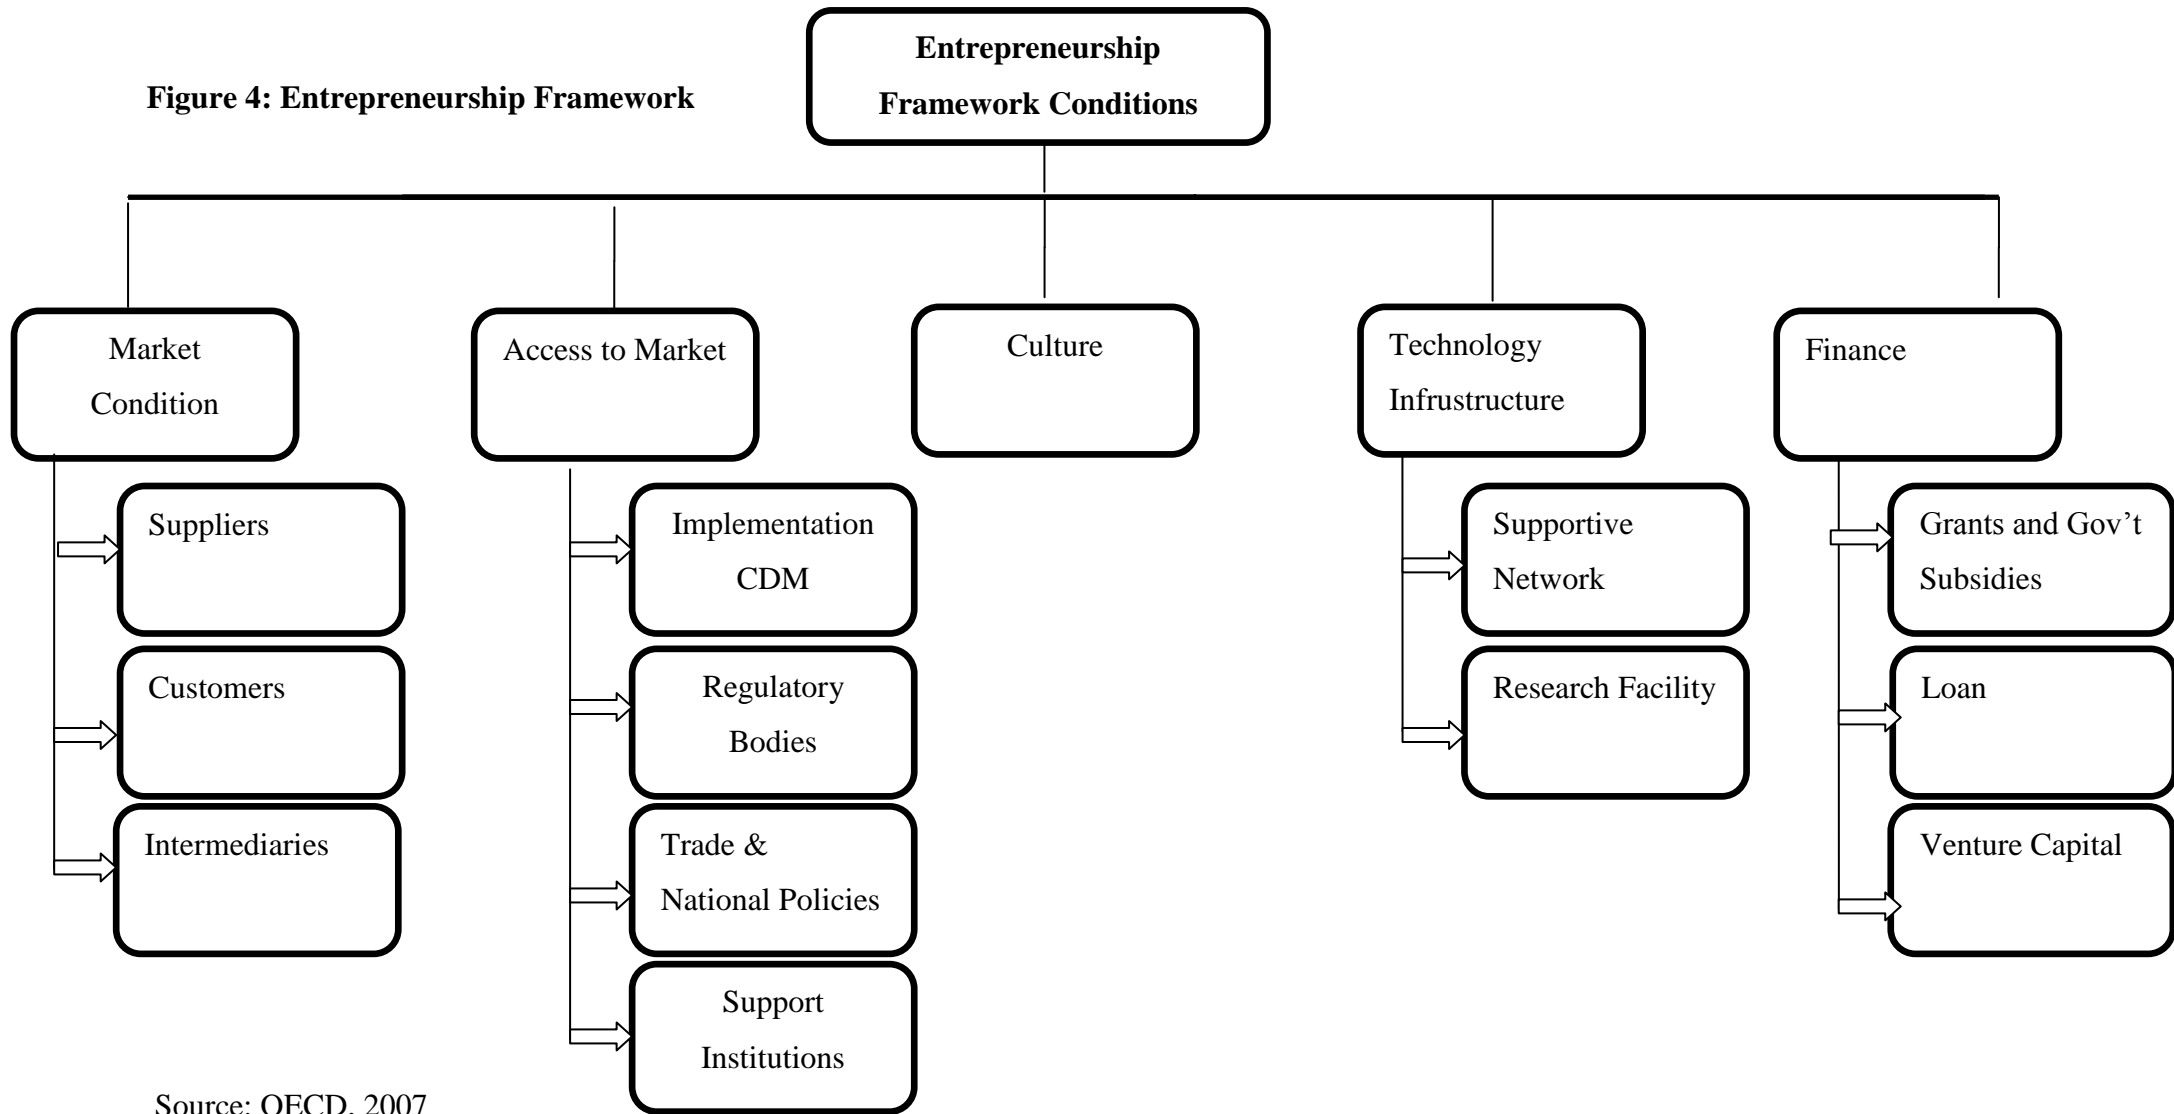 Entrepreneurship
Framework Conditions
Figure 4: Entrepreneurship Framework
Market
Condition
Access to Market
Culture
Technology
Infrustructure
Finance
Suppliers
Customers
Intermediaries
Implementation
CDM
Regulatory
Bodies
Trade &
National Policies
Support
Institutions
Supportive
Network
Research Facility
Grants and Gov’t
Subsidies
Loan
Venture Capital
Source: OECD, 2007